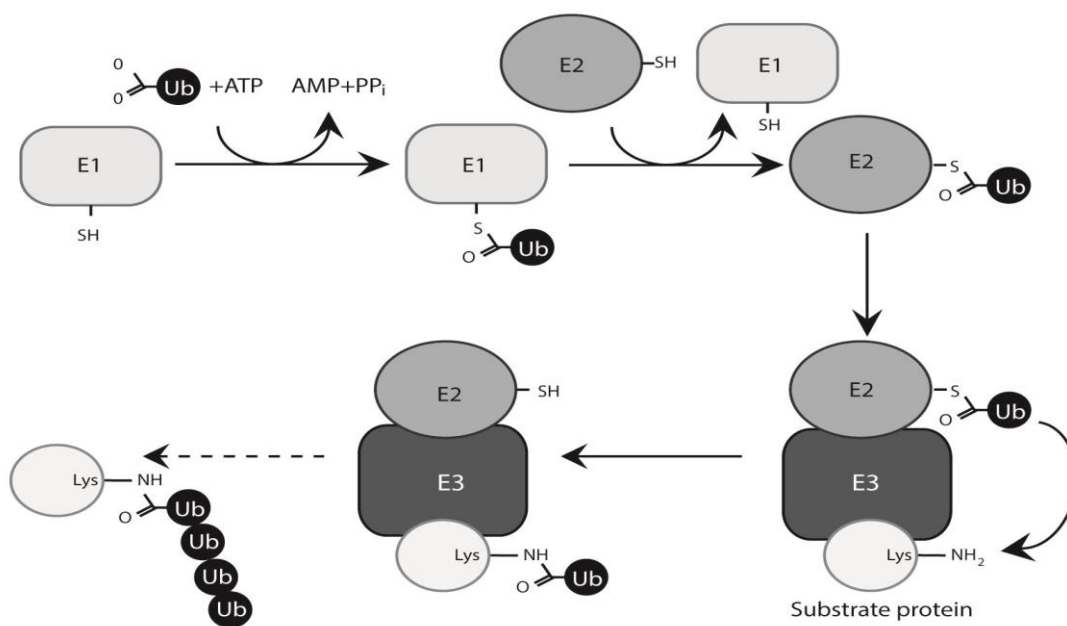 O
O
Ub
+ATP
AMP+PPi
E1
SH
E1
S
O
Ub
E2
SH
E1
SH
E2
S
O
Ub
E2
S
O
Ub
E3
Lys
NH2
Substrate protein
E2
SH
E3
Lys
NH
O
Ub
Lys
NH
O
Ub
Ub
Ub
Ub